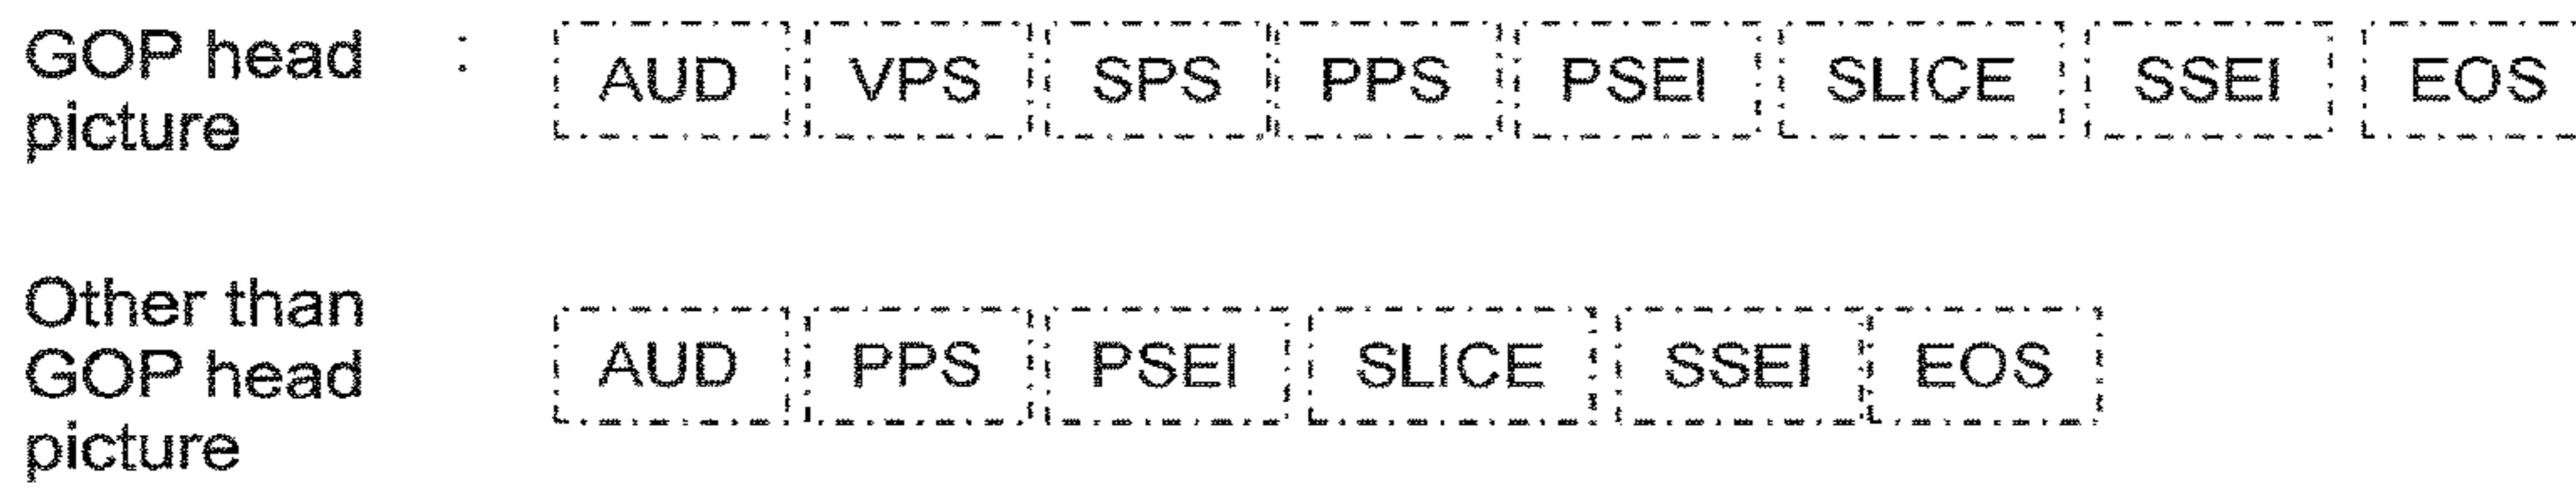 GOP head : AUD VPS SPS PPS PSEI SLICE SSEI EOS
picture
Other than
GOP head AUD PPS PSEI SLICE SSEI EOS
picture